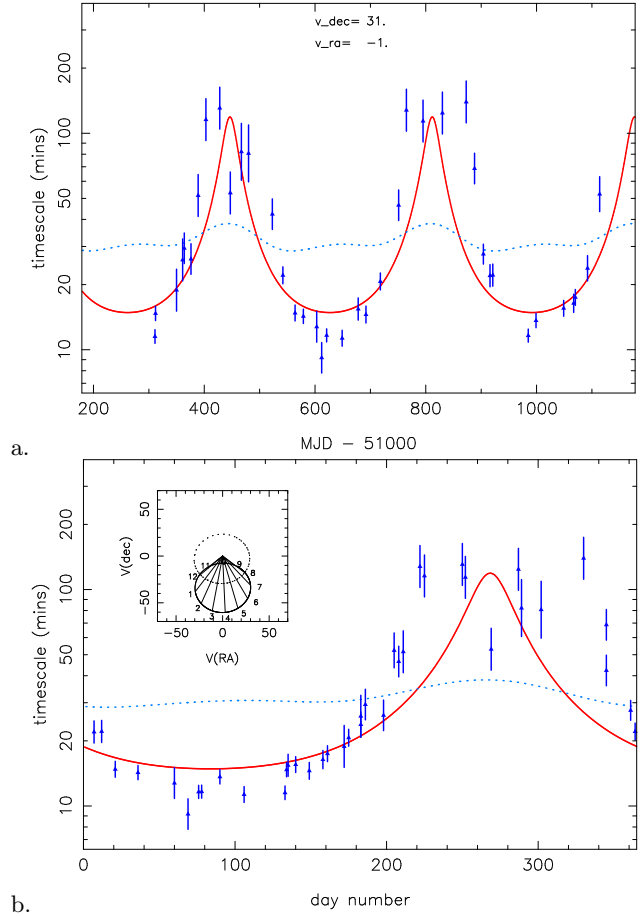 v_dec= 31.
v_ra= -1.
timescale (mins)
200
100
50
20
10
200 400 600 800 1000
MJD - 51000
a.
timescale (mins)
200
100
50
20
10
V(dec)
50
0
-50
11 12 1 2 3 4 5 6 7 8 9
-50 0 50
V(RA)
0 100 200 300
day number
b.